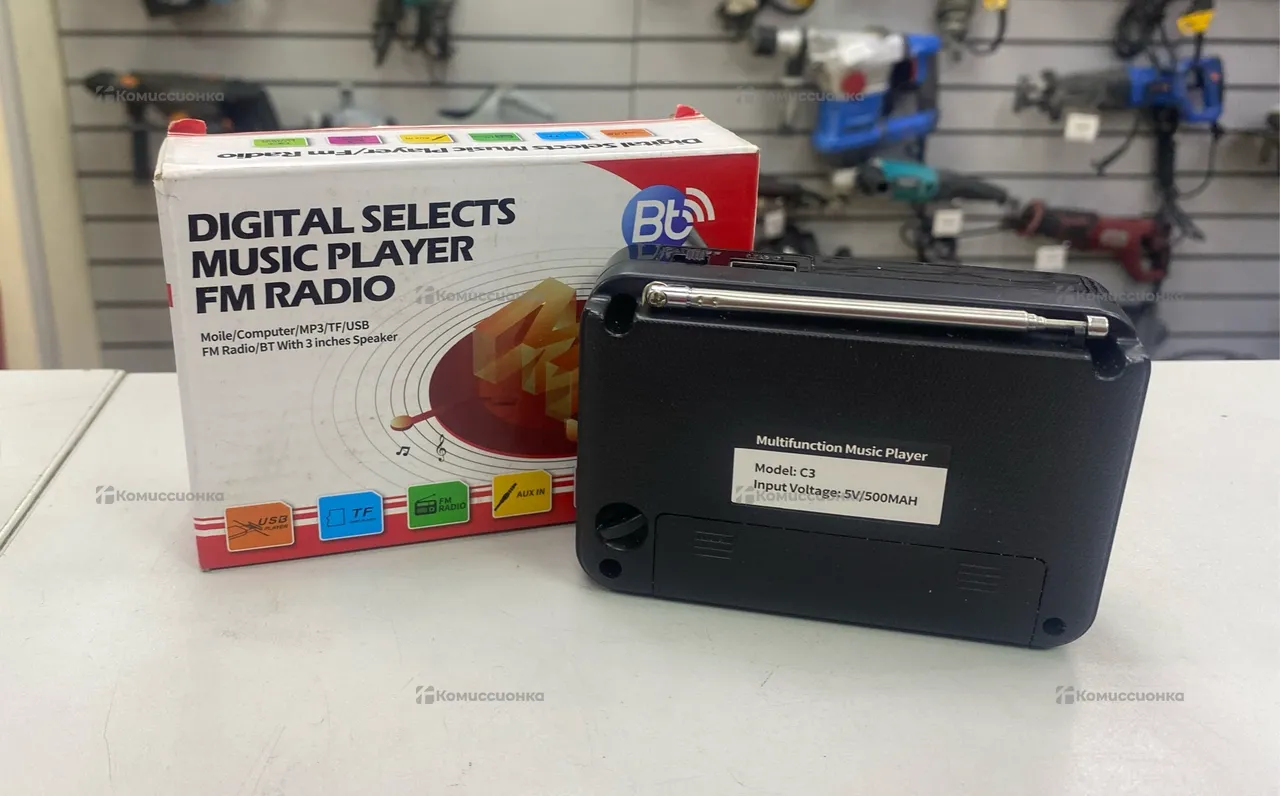 Digital Selects Music Player/Fm Radio
DIGITAL SELECTS
MUSIC PLAYER
FM RADIO
Moile/Computer/MP3/TF/USB
FM Radio/BT With 3 inches Speaker
Bt
USB
PLAYER
TF
FM
RADIO
AUX IN
Multifunction Music Player
Model: C3
Input Voltage: 5V/500MAH
Комиссионка
Комиссионка
Комиссионка
Комиссионка
Комиссионка
Комиссионка
Комиссионка
Комиссионка